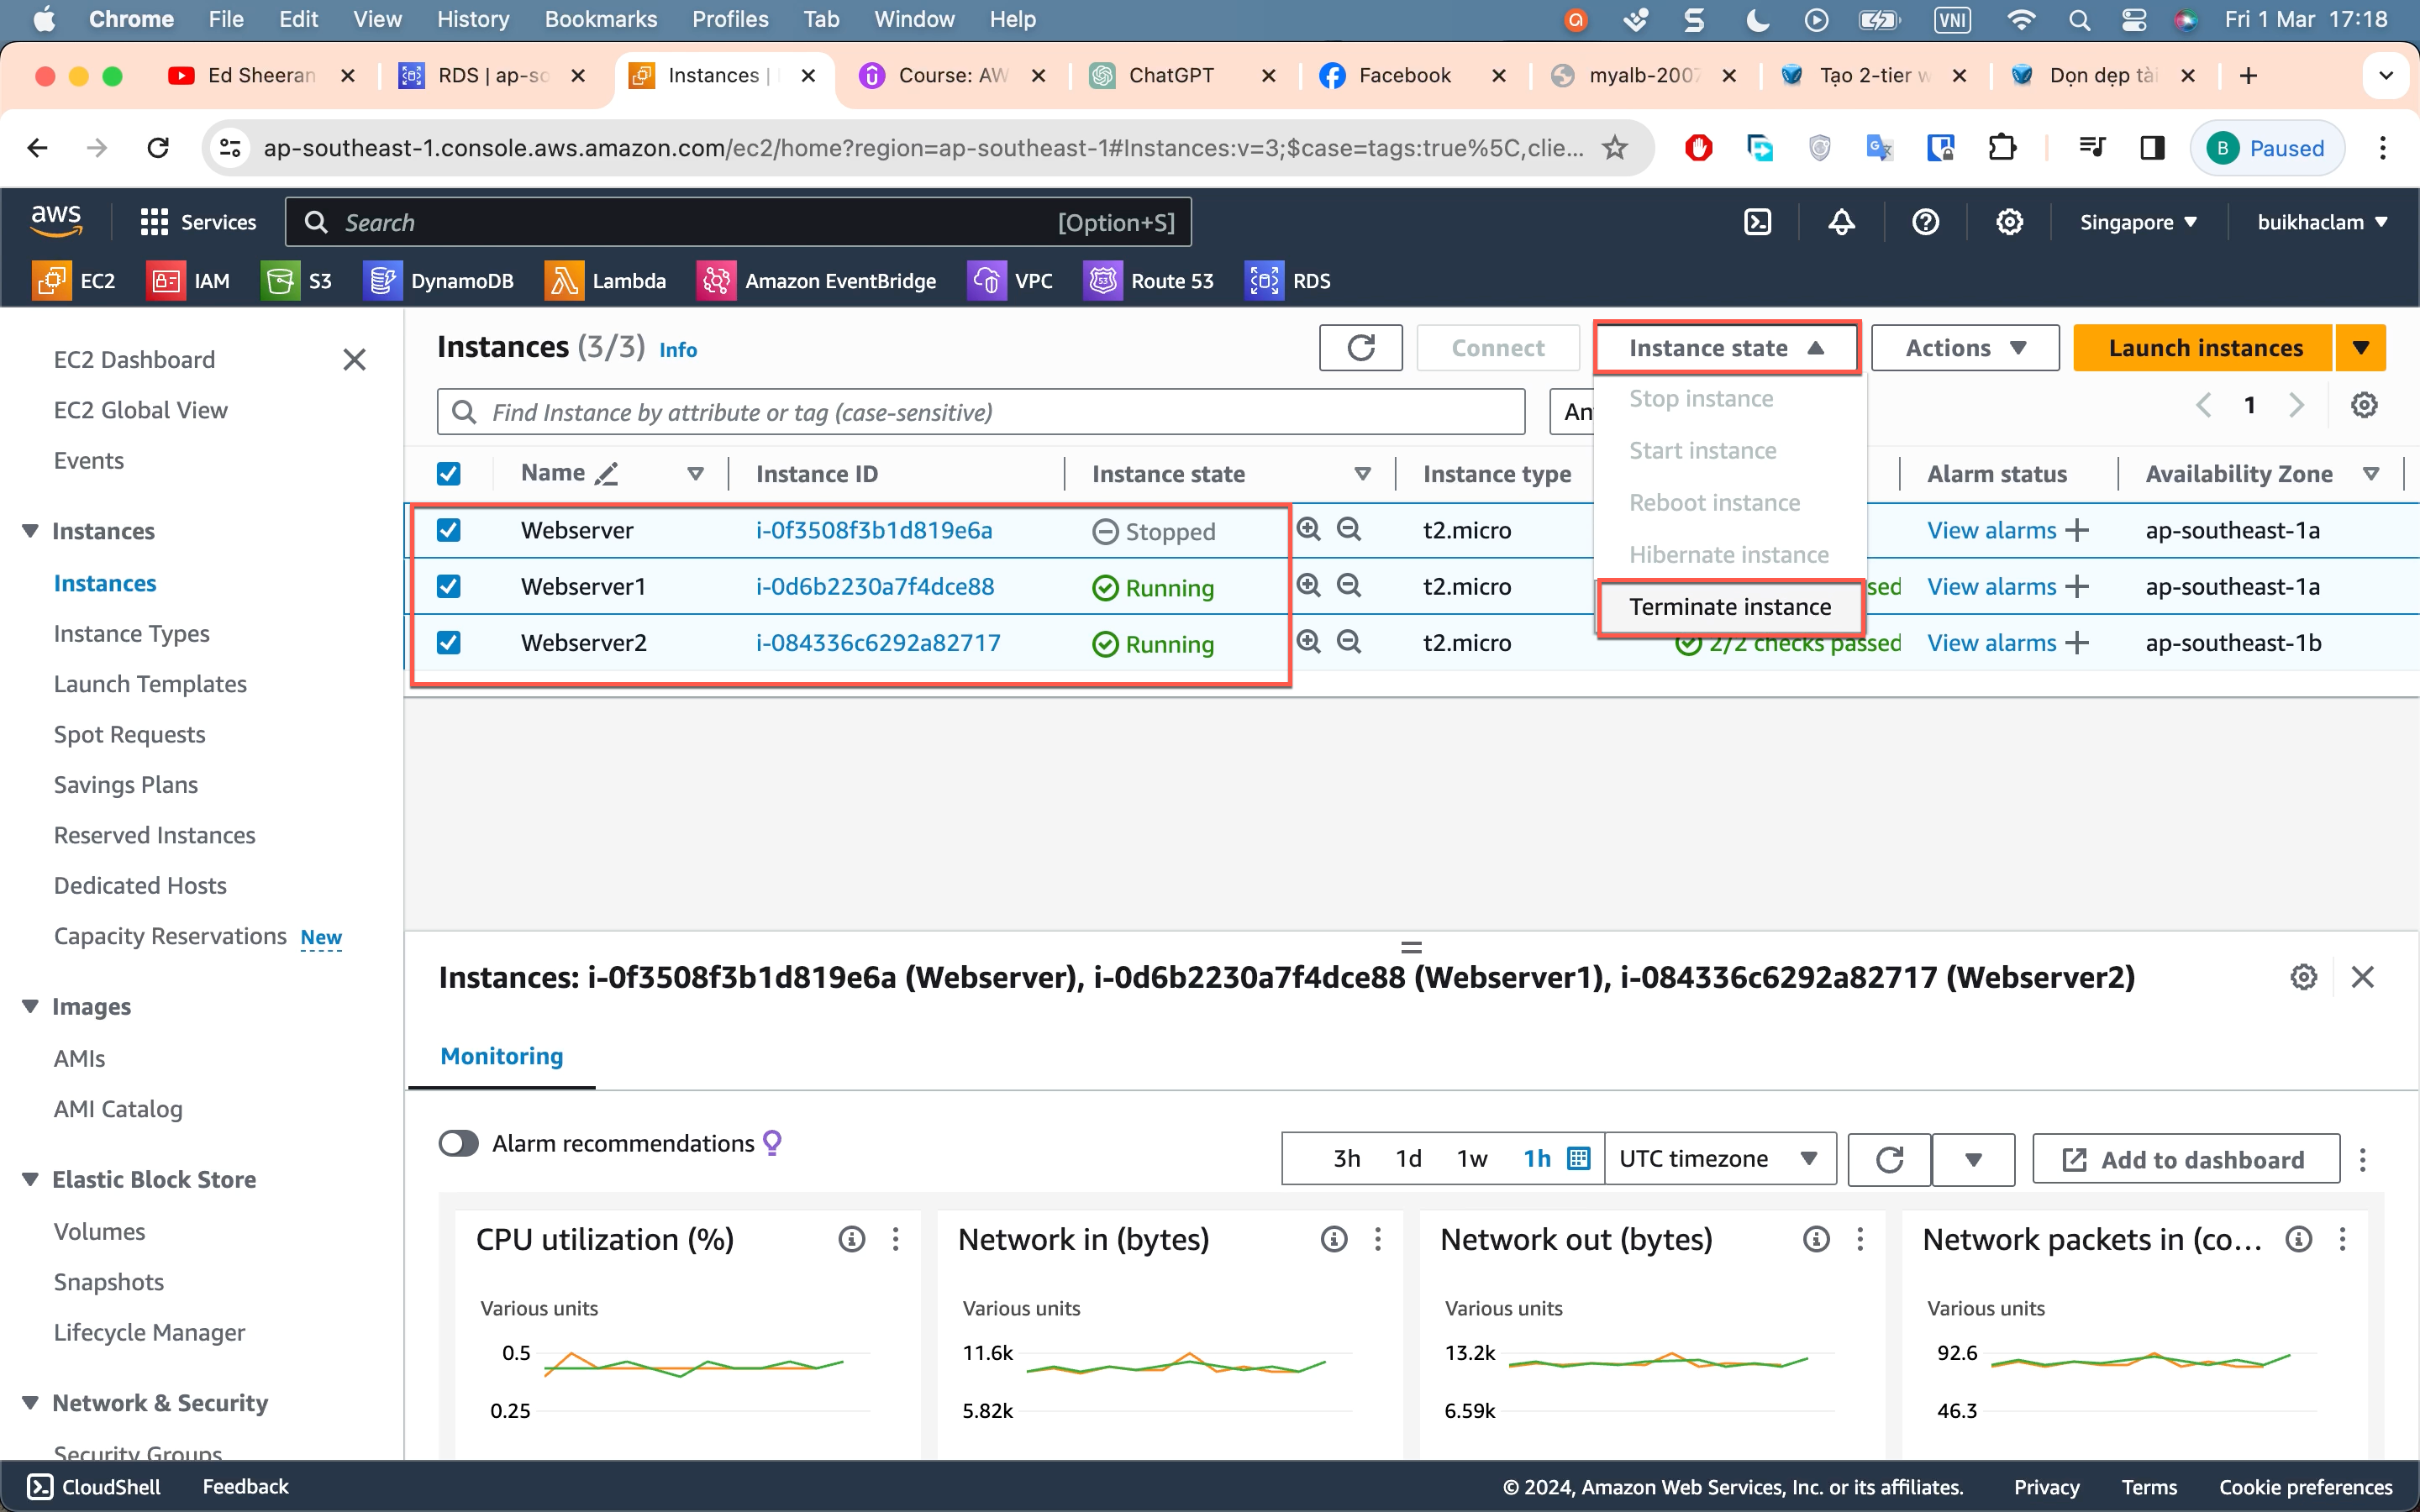 Chrome File Edit View History Bookmarks Profiles Tab Window Help VNI Fri 1 Mar 17:18
Ed Sheeran RDS | ap-so Instances | Course: AW ChatGPT Facebook myalb-2007 Tạo 2-tier w Dọn dẹp tài
ap-southeast-1.console.aws.amazon.com/ec2/home?region=ap-southeast-1#Instances:v=3;$case=tags:true%5C,clie... B Paused
aws Services Search [Option+S] Singapore buikhaclam
EC2 IAM S3 DynamoDB Lambda Amazon EventBridge VPC Route 53 RDS
EC2 Dashboard
EC2 Global View
Events
Instances
Instances
Instance Types
Launch Templates
Spot Requests
Savings Plans
Reserved Instances
Dedicated Hosts
Capacity Reservations New
Images
AMIs
AMI Catalog
Elastic Block Store
Volumes
Snapshots
Lifecycle Manager
Network & Security
Security Groups
Instances (3/3) Info Connect Instance state Actions Launch instances
Find Instance by attribute or tag (case-sensitive) An 1
Stop instance
Start instance
Reboot instance
Hibernate instance
Terminate instance
Name Instance ID Instance state Instance type Alarm status Availability Zone
Webserver i-0f3508f3b1d819e6a Stopped t2.micro View alarms ap-southeast-1a
Webserver1 i-0d6b2230a7f4dce88 Running t2.micro sed View alarms ap-southeast-1a
Webserver2 i-084336c6292a82717 Running t2.micro 2/2 checks passed View alarms ap-southeast-1b
Instances: i-0f3508f3b1d819e6a (Webserver), i-0d6b2230a7f4dce88 (Webserver1), i-084336c6292a82717 (Webserver2)
Monitoring
Alarm recommendations 3h 1d 1w 1h UTC timezone Add to dashboard
CPU utilization (%) Network in (bytes) Network out (bytes) Network packets in (co...
Various units Various units Various units Various units
0.5 11.6k 13.2k 92.6
0.25 5.82k 6.59k 46.3
CloudShell Feedback © 2024, Amazon Web Services, Inc. or its affiliates. Privacy Terms Cookie preferences